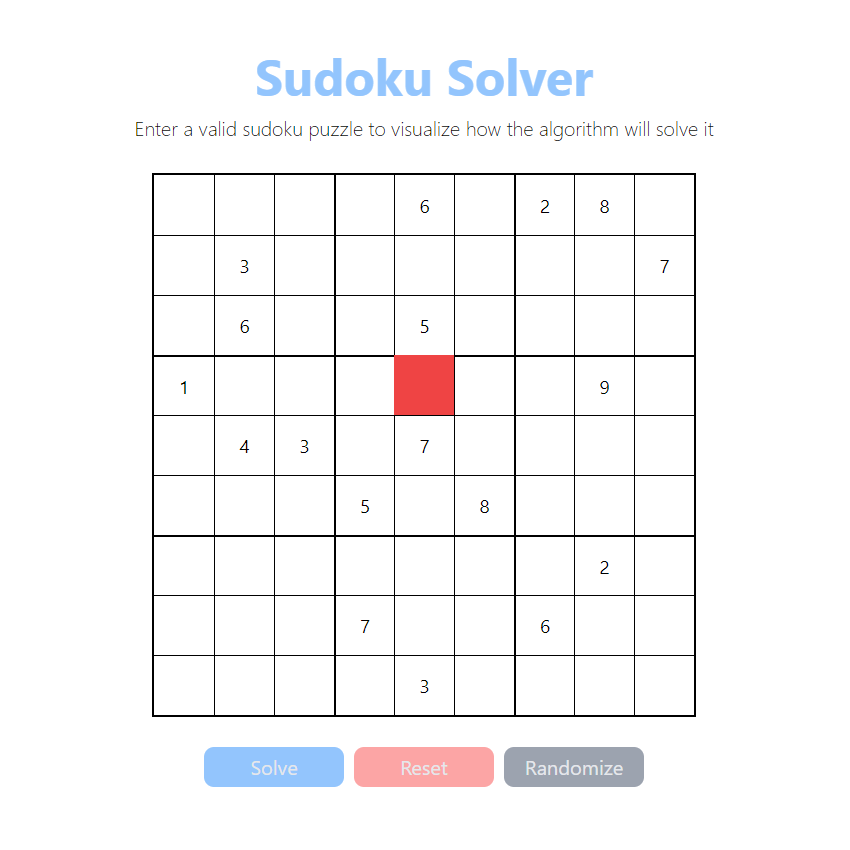 Sudoku Solver
Enter a valid sudoku puzzle to visualize how the algorithm will solve it
6 2 8
3 7
6 5
1 9
4 3 7
5 8
2
7 6
3
Solve Reset Randomize